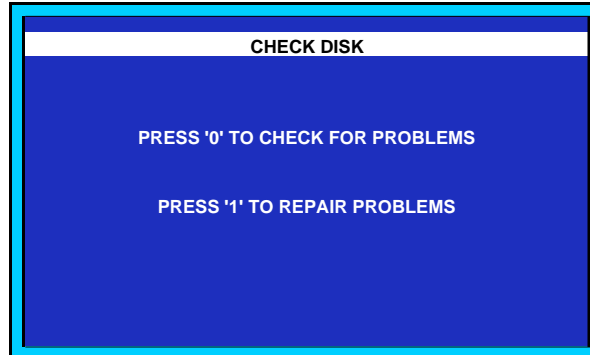 CHECK DISK
PRESS '0' TO CHECK FOR PROBLEMS
PRESS '1' TO REPAIR PROBLEMS